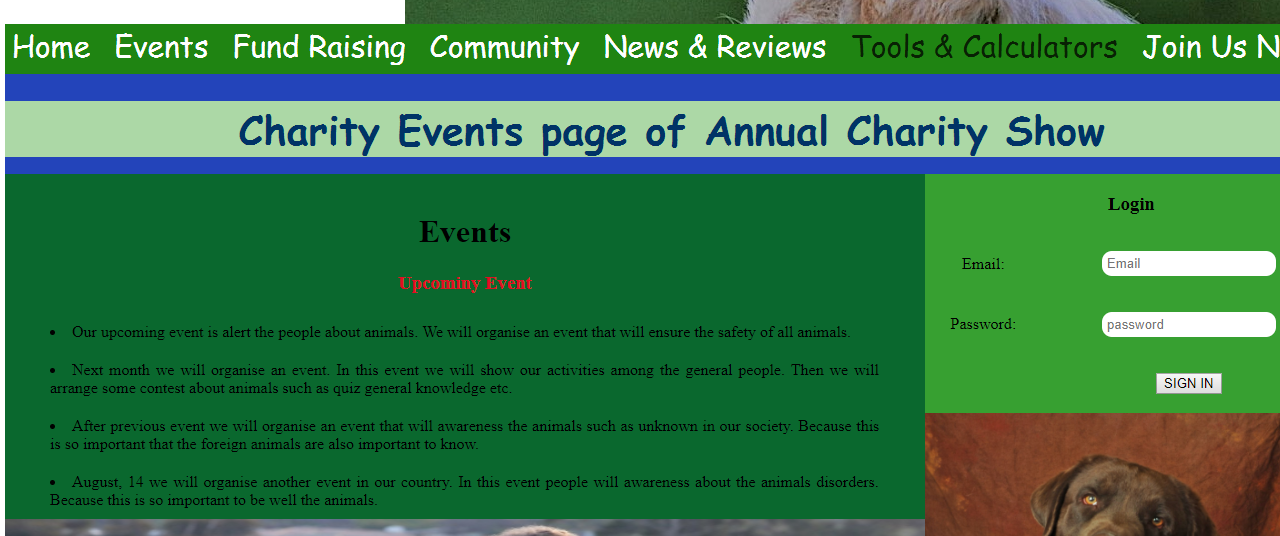 Home Events Fund Raising Community News & Reviews Tools & Calculators Join Us N
Charity Events page of Annual Charity Show
Events
Upcominy Event
• Our upcoming event is alert the people about animals. We will organise an event that will ensure the safety of all animals.
• Next month we will organise an event. In this event we will show our activities among the general people. Then we will
arrange some contest about animals such as quiz general knowledge etc.
• After previous event we will organise an event that will awareness the animals such as unknown in our society. Because this
is so important that the foreign animals are also important to know.
• August, 14 we will organise another event in our country. In this event people will awareness about the animals disorders.
Because this is so important to be well the animals.
Login
Email: Email
Password: password
SIGN IN